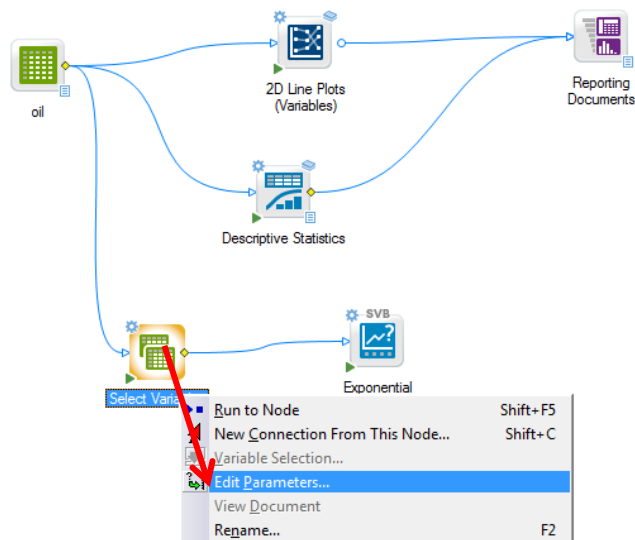 oil
2D Line Plots
(Variables)
Reporting
Documents
Descriptive Statistics
SVB
Exponential
Select
Run to Node Shift+F5
New Connection From This Node... Shift+C
Variable Selection...
Edit Parameters...
View Document
Rename... F2